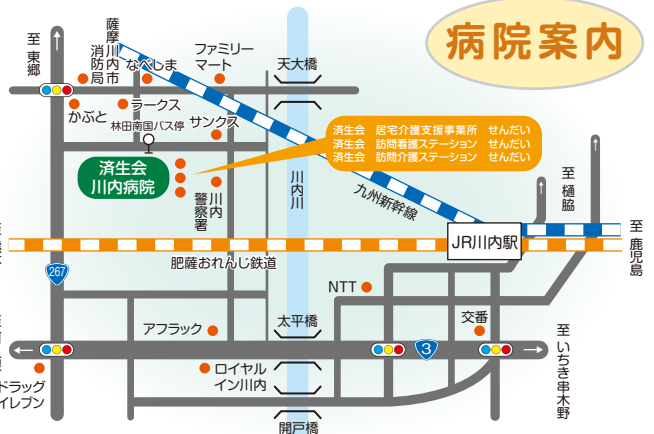 病院案内
至 東郷
薩摩川内市
消防局
なべしま
ファミリー
マート
天大橋
かぶと
ラークス
林田南国バス停
サンクス
済生会
川内病院
済生会 居宅介護支援事業所 せんだい
済生会 訪問看護ステーション せんだい
済生会 訪問介護ステーション せんだい
川内
警察署
川内川
九州新幹線
至 樋脇
JR川内駅
至 鹿児島
肥薩おれんじ鉄道
267
NTT
アフラック
太平橋
交番
3
至 いちき串木野
ドラッグ
イレブン
ロイヤル
イン川内
開戸橋